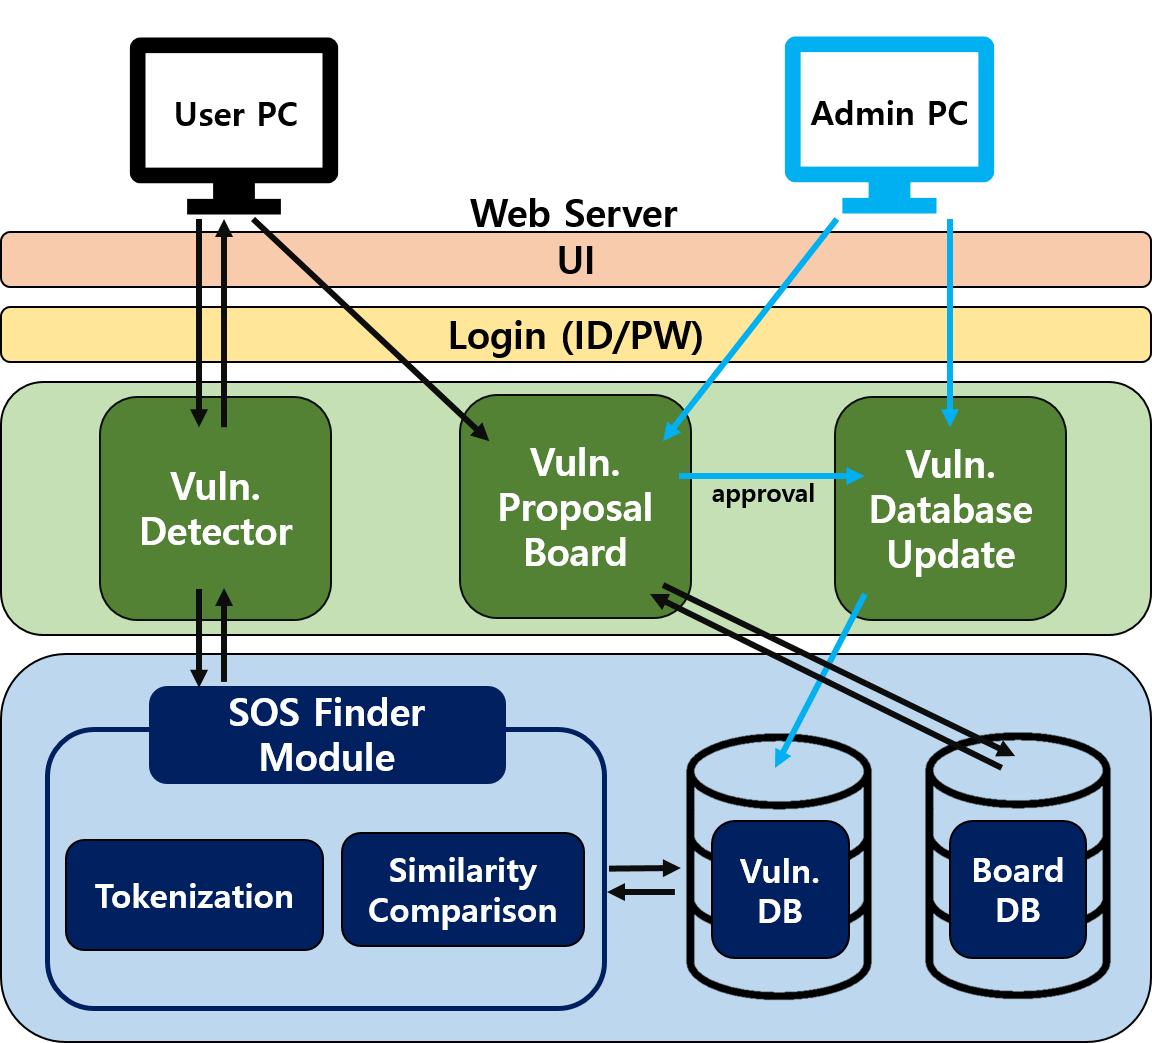 User PC
Admin PC
Web Server
UI
Login (ID/PW)
Vuln.
Detector
Vuln.
Proposal
Board
approval
Vuln.
Database
Update
SOS Finder
Module
Tokenization
Similarity
Comparison
Vuln.
DB
Board
DB